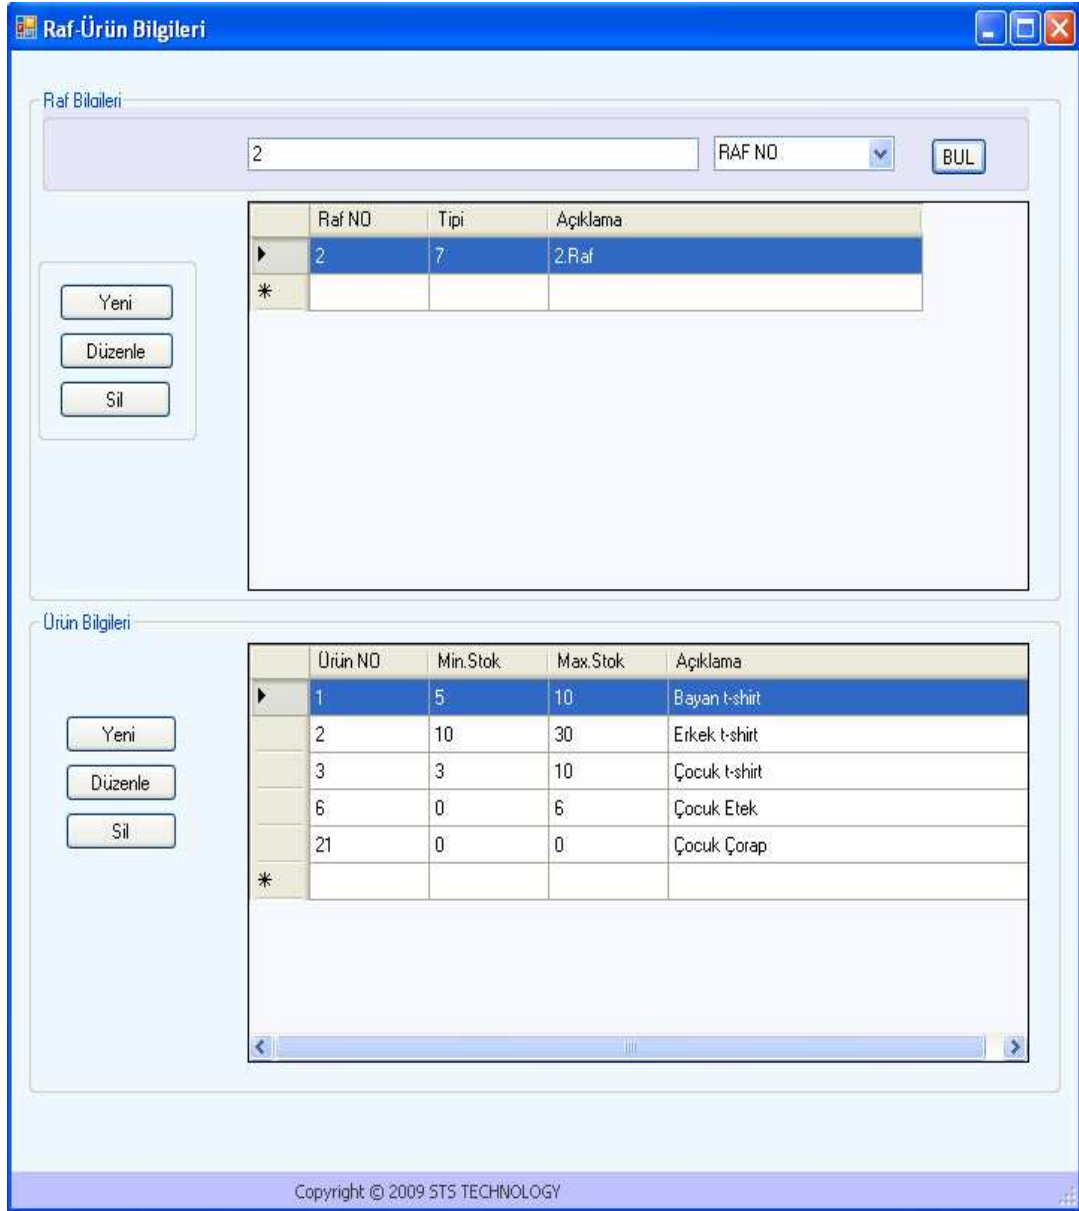 Raf-Ürün Bilgileri
Raf Bilgileri
2 RAF NO BUL
Raf NO Tipi Açıklama
2 7 2.Raf
Yeni
Düzenle
Sil
Ürün Bilgileri
Ürün NO Min.Stok Max.Stok Açıklama
1 5 10 Bayan t-shirt
2 10 30 Erkek t-shirt
3 3 10 Çocuk t-shirt
6 0 6 Çocuk Etek
21 0 0 Çocuk Çorap
Yeni
Düzenle
Sil
Copyright © 2009 STS TECHNOLOGY